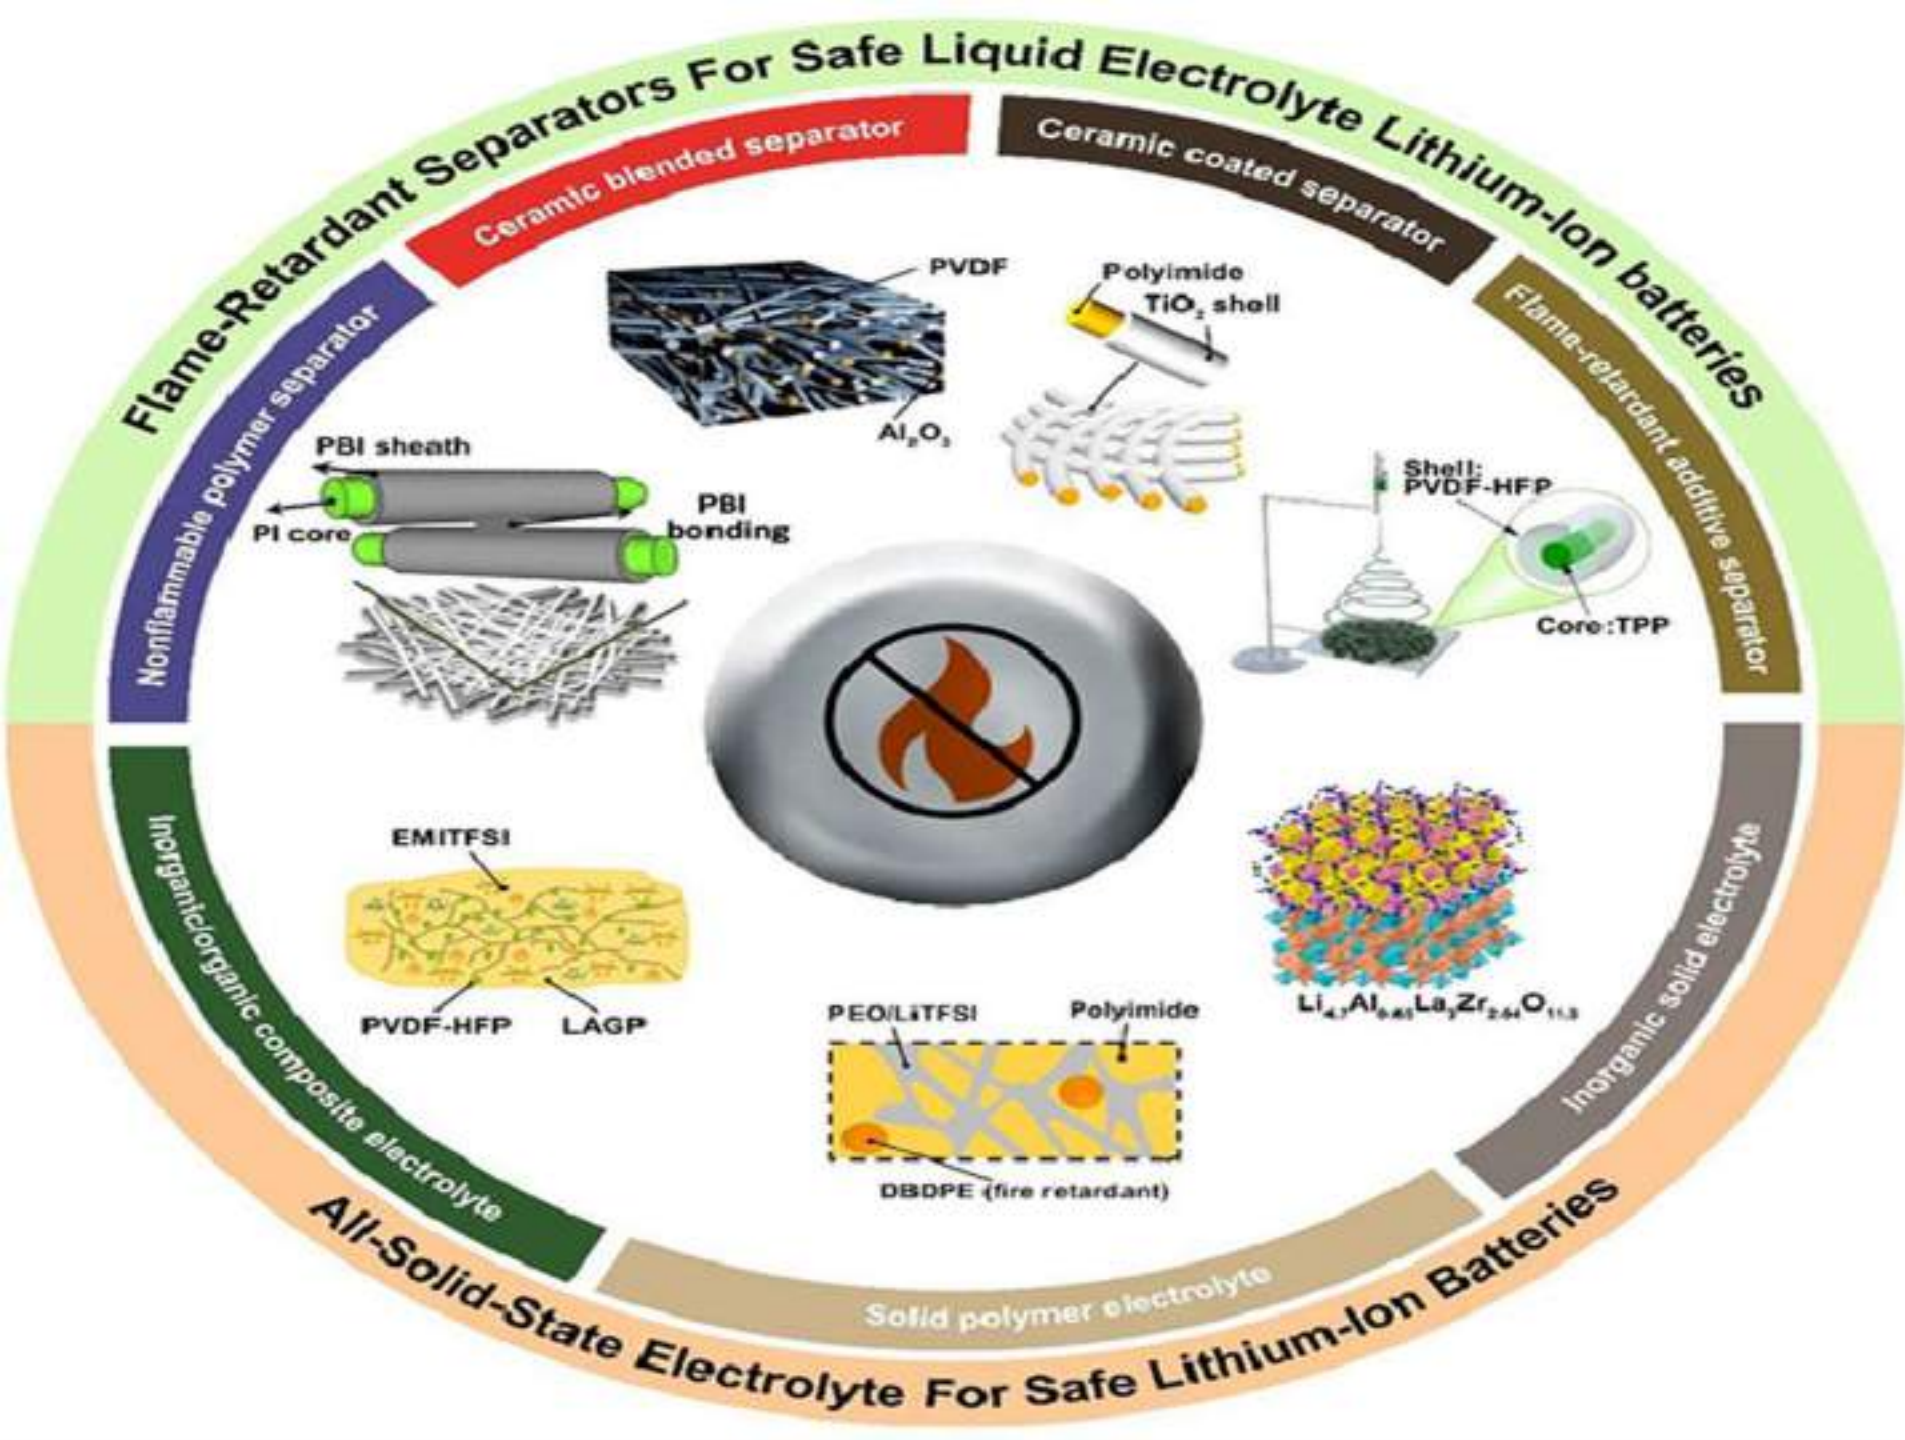 Flame-Retardant Separators For Safe Liquid Electrolyte Lithium-Ion batteries
Ceramic blended separator
Ceramic coated separator
Nonflammable polymer separator
Flame-retardant additive separator
PVDF
Al₂O₃
Polyimide
TiO₂ shell
PBI sheath
PI core
PBI
bonding
Shell:
PVDF-HFP
Core:TPP
EMITFSI
PVDF-HFP
LAGP
PEO/LiTFSI
Polyimide
DBDPE (fire retardant)
Inorganic/organic composite electrolyte
Solid polymer electrolyte
Inorganic solid electrolyte
All-Solid-State Electrolyte For Safe Lithium-Ion Batteries